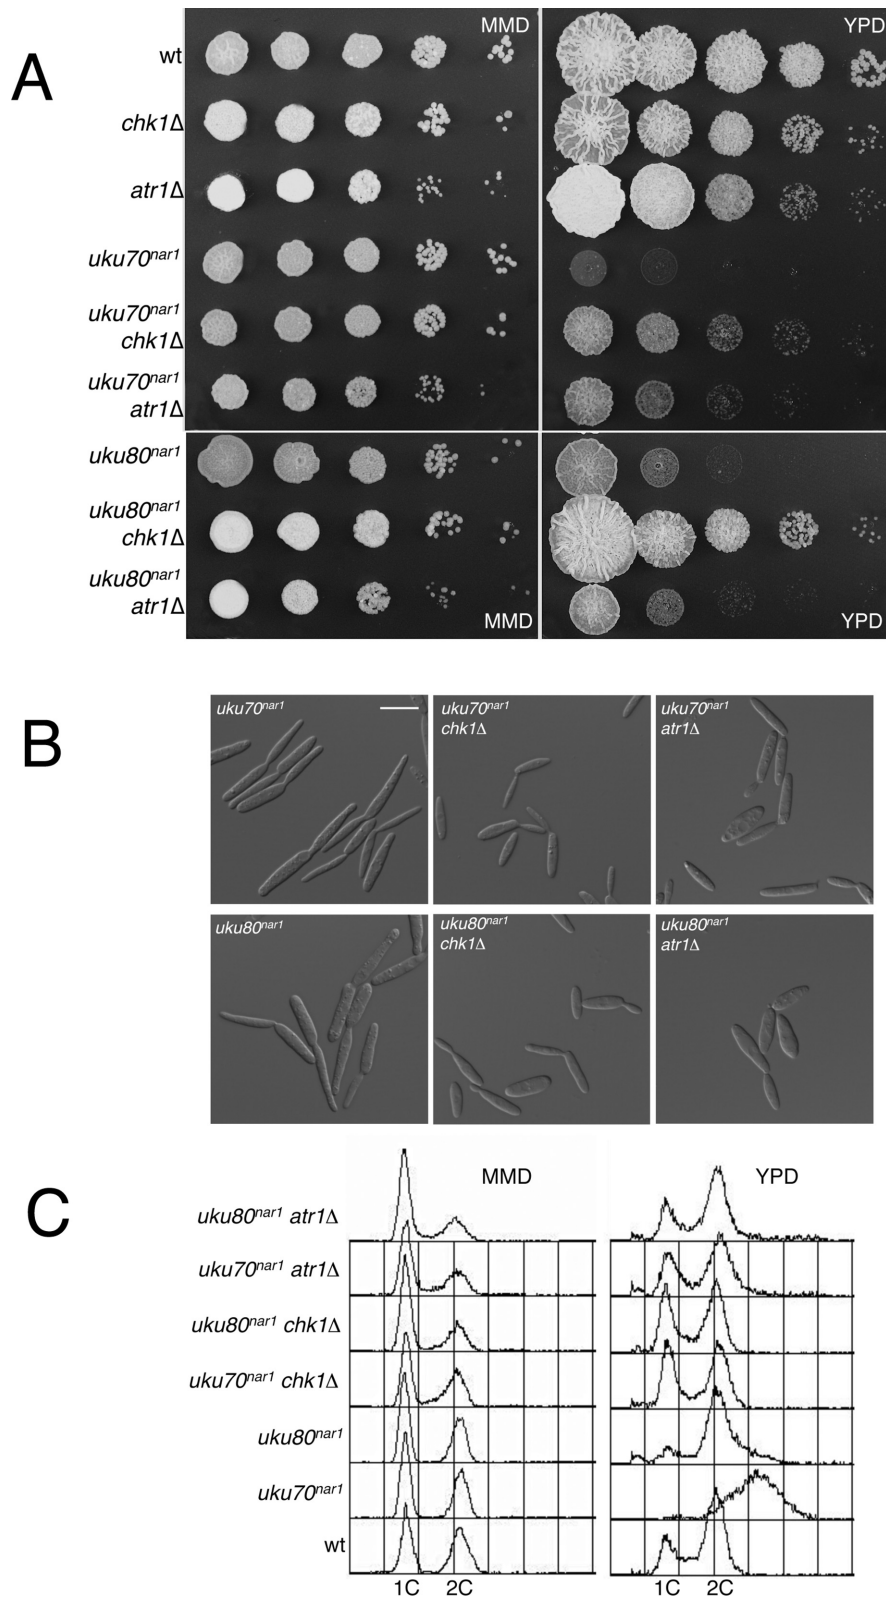 A
MMD
YPD
wt
chk1Δ
atr1Δ
uku70nar1
uku70nar1
chk1Δ
uku70nar1
atr1Δ
uku80nar1
uku80nar1
chk1Δ
uku80nar1
atr1Δ
MMD
YPD
B
uku70nar1
uku70nar1
chk1Δ
uku70nar1
atr1Δ
uku80nar1
uku80nar1
chk1Δ
uku80nar1
atr1Δ
C
MMD
YPD
uku80nar1 atr1Δ
uku70nar1 atr1Δ
uku80nar1 chk1Δ
uku70nar1 chk1Δ
uku80nar1
uku70nar1
wt
1C 2C
1C 2C